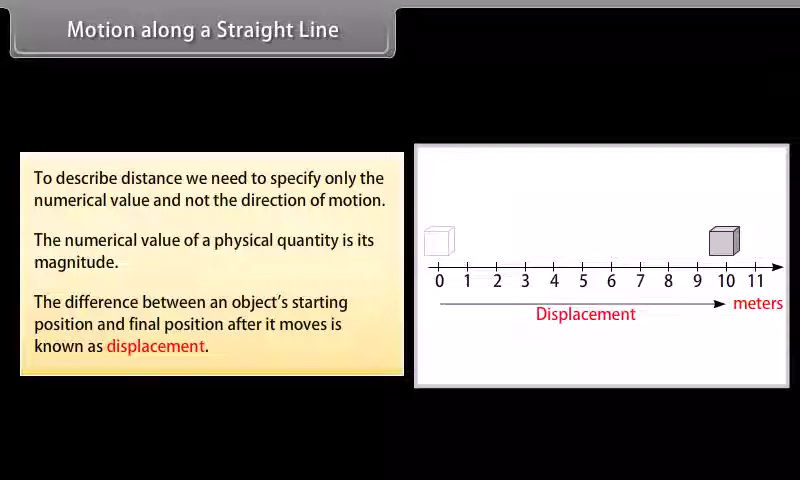 Motion along a Straight Line
To describe distance we need to specify only the
numerical value and not the direction of motion.
The numerical value of a physical quantity is its
magnitude.
The difference between an object's starting
position and final position after it moves is
known as displacement.
0 1 2 3 4 5 6 7 8 9 10 11
meters
Displacement